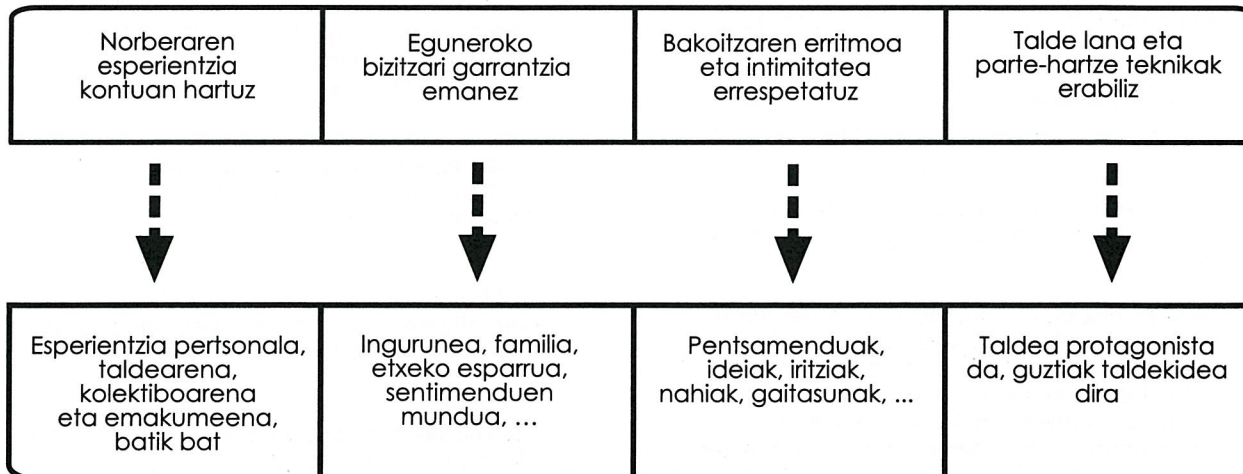 Norberaren
esperientzia
kontuan hartuz
Eguneroko
bizitzari garrantzia
emanez
Bakoitzaren erritmoa
eta intimitatea
errespetatuz
Talde lana eta
parte-hartze teknikak
erabiliz
Esperientzia pertsonala,
taldearena,
kolektiboarena
eta emakumeena,
batik bat
Ingurunea, familia,
etxeko esparrua,
sentimenduen
mundua, ...
Pentsamenduak,
ideiak, iritziak,
nahiak, gaitasunak, ...
Taldea protagonista
da, guztiak taldekidea
dira